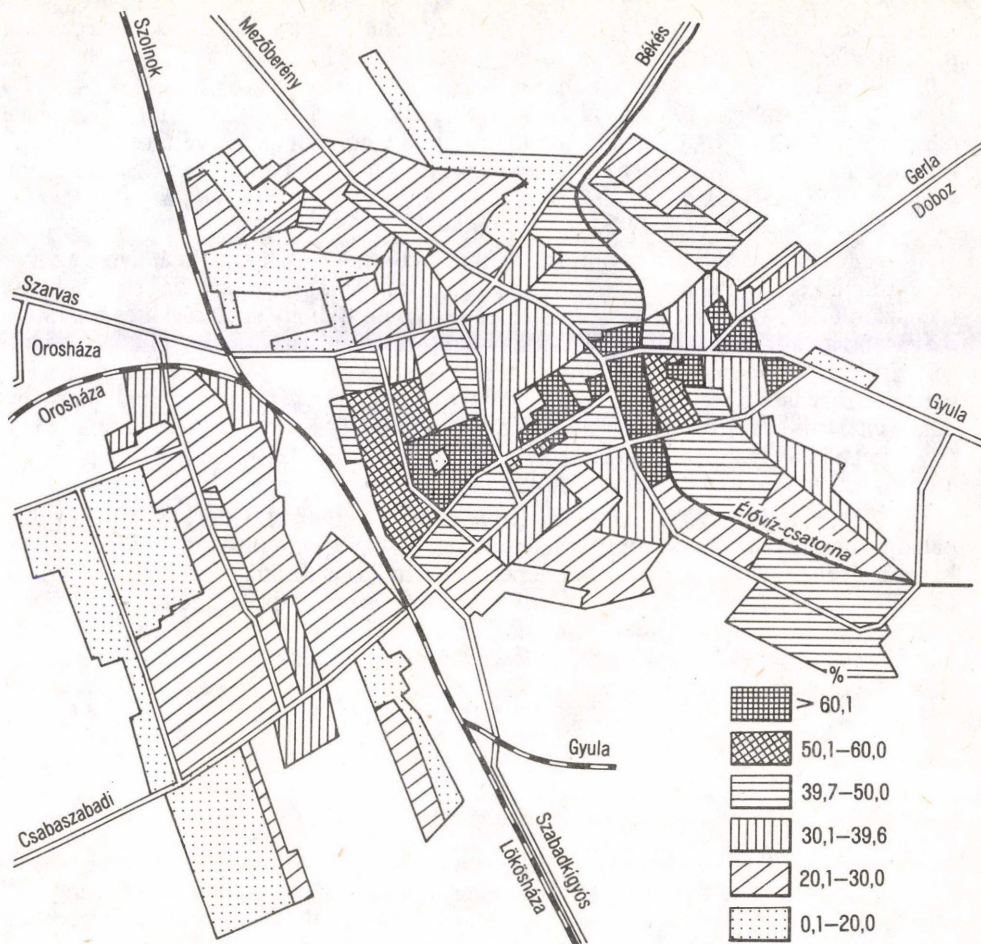 Szolnok
Mezőberény
Békés
Gerla
Doboz
Szarvas
Orosháza
Orosháza
Gyula
Élővíz-csatorna
Gyula
Csabaszabadi
Szabadkígyós
Lőkösháza
%
> 60,1
50,1—60,0
39,7—50,0
30,1—39,6
20,1—30,0
0,1—20,0